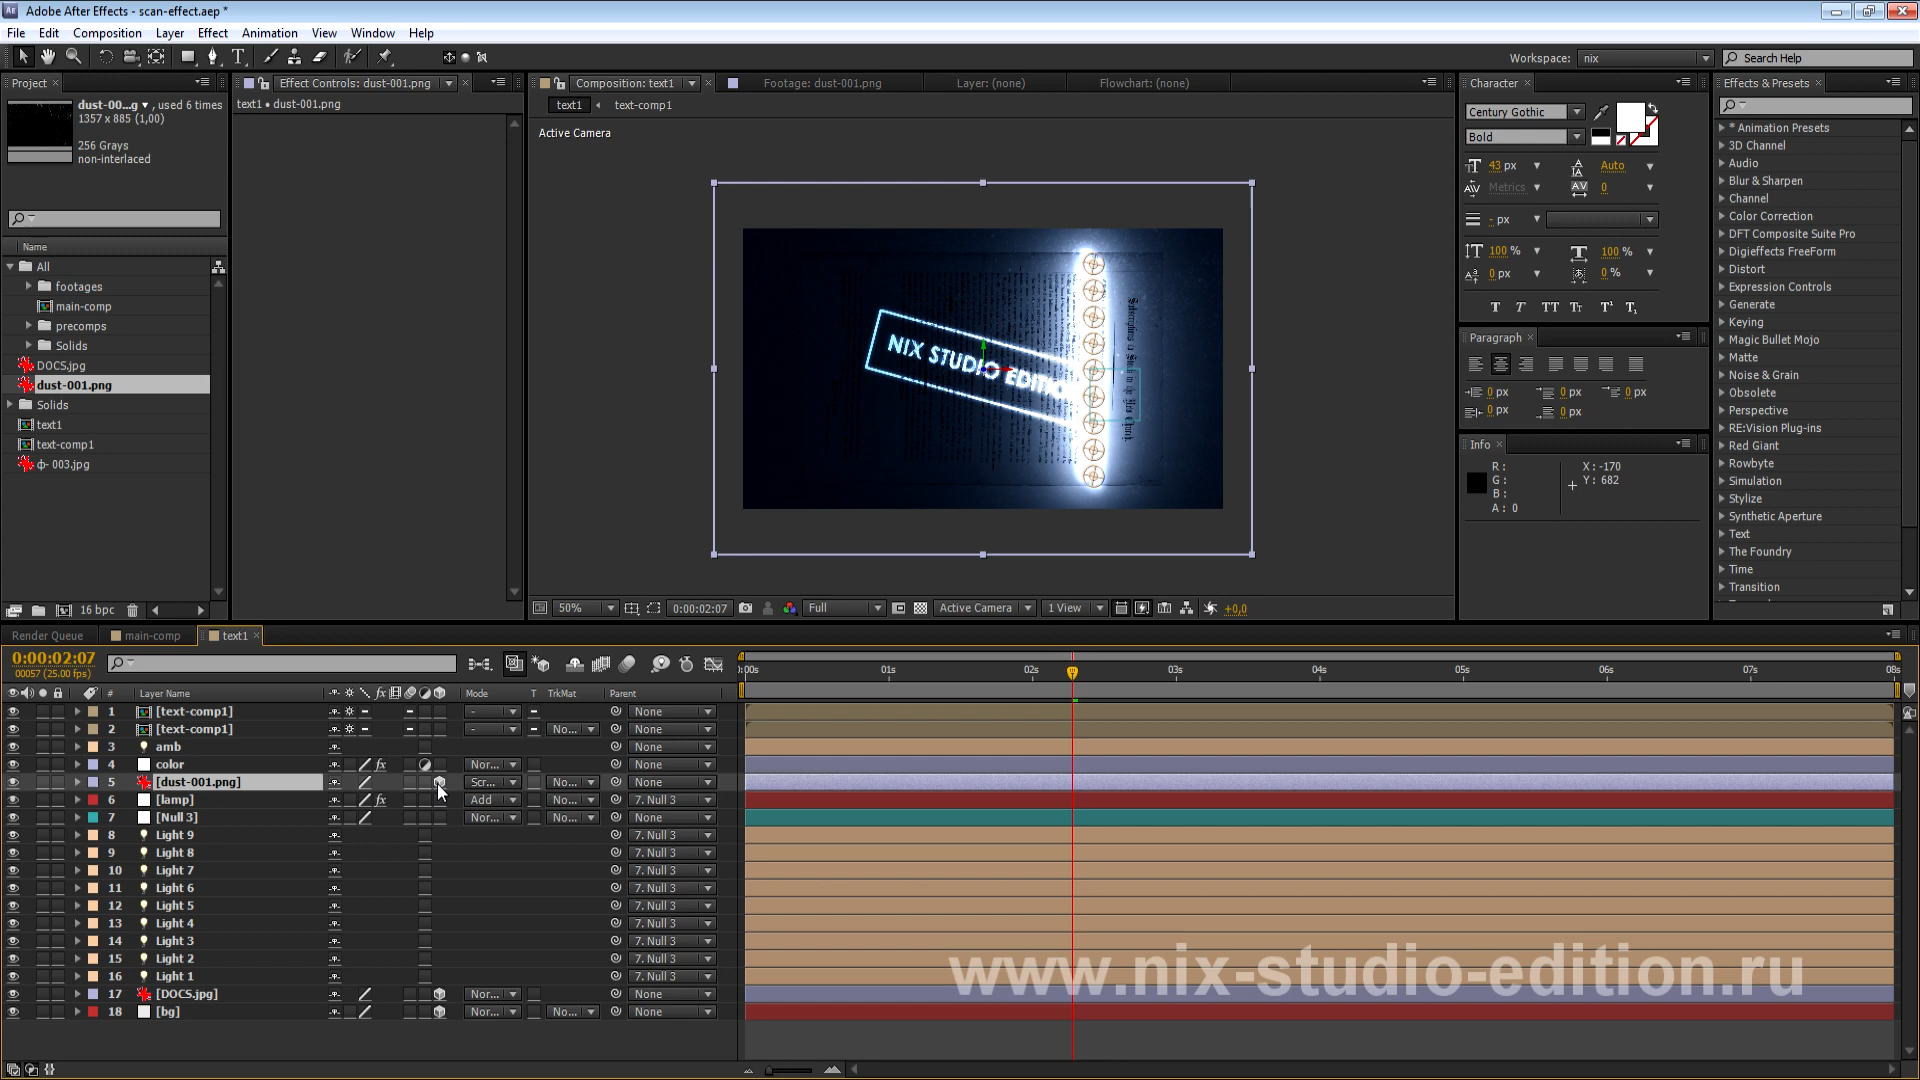 Adobe After Effects - scan-effect.aep *
File Edit Composition Layer Effect Animation View Window Help
Workspace: nix Search Help
Project
dust-00...g , used 6 times
1357 x 885 (1,00)
256 Grays
non-interlaced
Name
All
footages
main-comp
precomps
Solids
DOCS.jpg
dust-001.png
Solids
text1
text-comp1
ф- 003.jpg
16 bpc
Effect Controls: dust-001.png
text1 • dust-001.png
Composition: text1 Footage: dust-001.png Layer: (none) Flowchart: (none)
text1 text-comp1
Active Camera
NIX STUDIO EDITIO
50% 0:00:02:07 Full Active Camera 1 View +0,0
Character
Century Gothic
Bold
43 px Auto
Metrics 0
- px
100 % 100 %
0 px 0 %
T T TT Tr T¹ T₁
Paragraph
0 px 0 px 0 px
0 px 0 px
Info
R :
G :
B :
A : 0
X : -170
Y : 682
Effects & Presets
* Animation Presets
3D Channel
Audio
Blur & Sharpen
Channel
Color Correction
DFT Composite Suite Pro
Digieffects FreeForm
Distort
Expression Controls
Generate
Keying
Magic Bullet Mojo
Matte
Noise & Grain
Obsolete
Perspective
RE:Vision Plug-ins
Red Giant
Rowbyte
Simulation
Stylize
Synthetic Aperture
Text
The Foundry
Time
Transition
Render Queue main-comp text1
0:00:02:07
00057 (25.00 fps)
:00s 01s 02s 03s 04s 05s 06s 07s 08s
# Layer Name fx Mode T TrkMat Parent
1 [text-comp1] - None
2 [text-comp1] - No... None
3 amb None
4 color fx Nor... None
5 [dust-001.png] Scr... No... None
6 [lamp] fx Add No... 7. Null 3
7 [Null 3] Nor... No... None
8 Light 9 7. Null 3
9 Light 8 7. Null 3
10 Light 7 7. Null 3
11 Light 6 7. Null 3
12 Light 5 7. Null 3
13 Light 4 7. Null 3
14 Light 3 7. Null 3
15 Light 2 7. Null 3
16 Light 1 7. Null 3
17 [DOCS.jpg] Nor... No... None
18 [bg] Nor... No... None
www.nix-studio-edition.ru